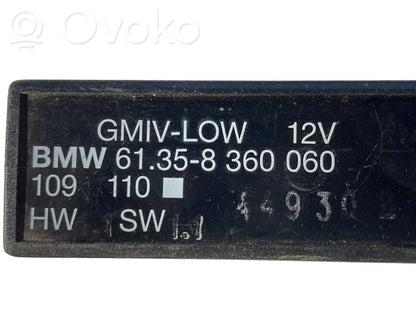 Ovoko
GMIV-LOW 12V
BMW 61.35-8 360 060
109 110
HW SW